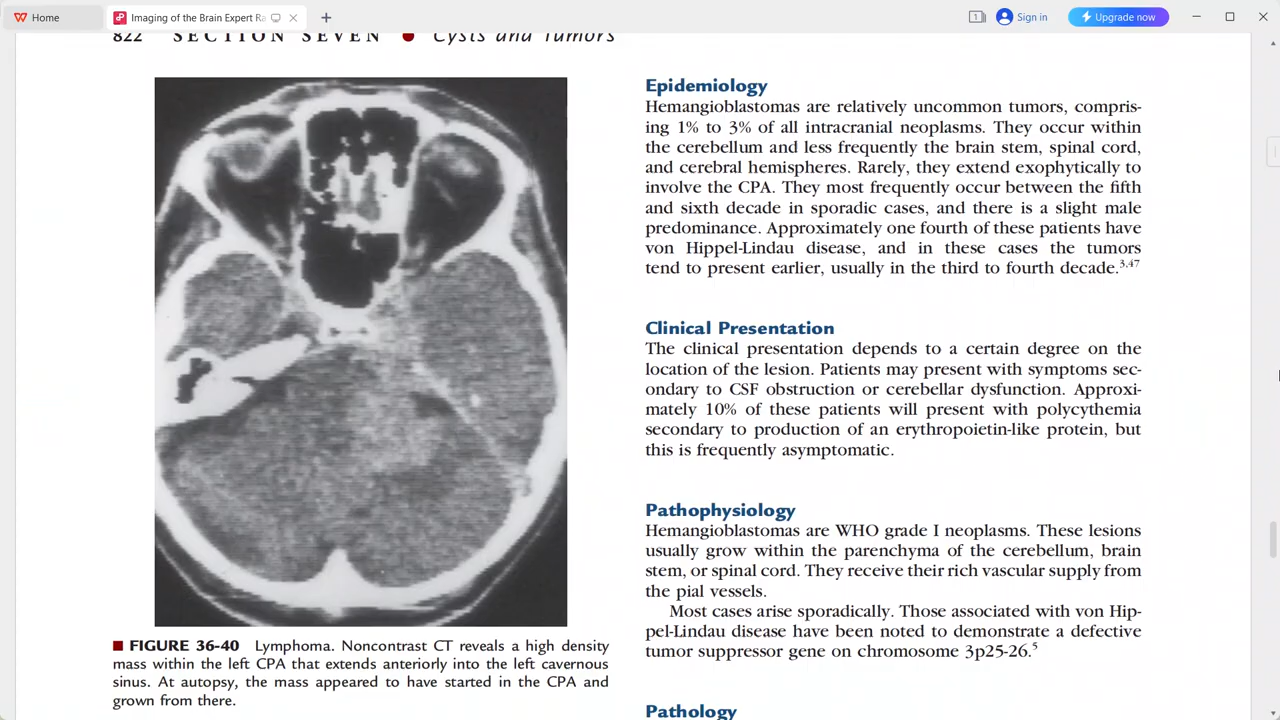 Home
Imaging of the Brain Expert Ra
Sign in
Upgrade now
822 SECTION SEVEN ● Cysts and Tumors
■ FIGURE 36-40 Lymphoma. Noncontrast CT reveals a high density
mass within the left CPA that extends anteriorly into the left cavernous
sinus. At autopsy, the mass appeared to have started in the CPA and
grown from there.
Epidemiology
Hemangioblastomas are relatively uncommon tumors, compris-
ing 1% to 3% of all intracranial neoplasms. They occur within
the cerebellum and less frequently the brain stem, spinal cord,
and cerebral hemispheres. Rarely, they extend exophytically to
involve the CPA. They most frequently occur between the fifth
and sixth decade in sporadic cases, and there is a slight male
predominance. Approximately one fourth of these patients have
von Hippel-Lindau disease, and in these cases the tumors
tend to present earlier, usually in the third to fourth decade.3,47
Clinical Presentation
The clinical presentation depends to a certain degree on the
location of the lesion. Patients may present with symptoms sec-
ondary to CSF obstruction or cerebellar dysfunction. Approxi-
mately 10% of these patients will present with polycythemia
secondary to production of an erythropoietin-like protein, but
this is frequently asymptomatic.
Pathophysiology
Hemangioblastomas are WHO grade I neoplasms. These lesions
usually grow within the parenchyma of the cerebellum, brain
stem, or spinal cord. They receive their rich vascular supply from
the pial vessels.
Most cases arise sporadically. Those associated with von Hip-
pel-Lindau disease have been noted to demonstrate a defective
tumor suppressor gene on chromosome 3p25-26.5
Pathology